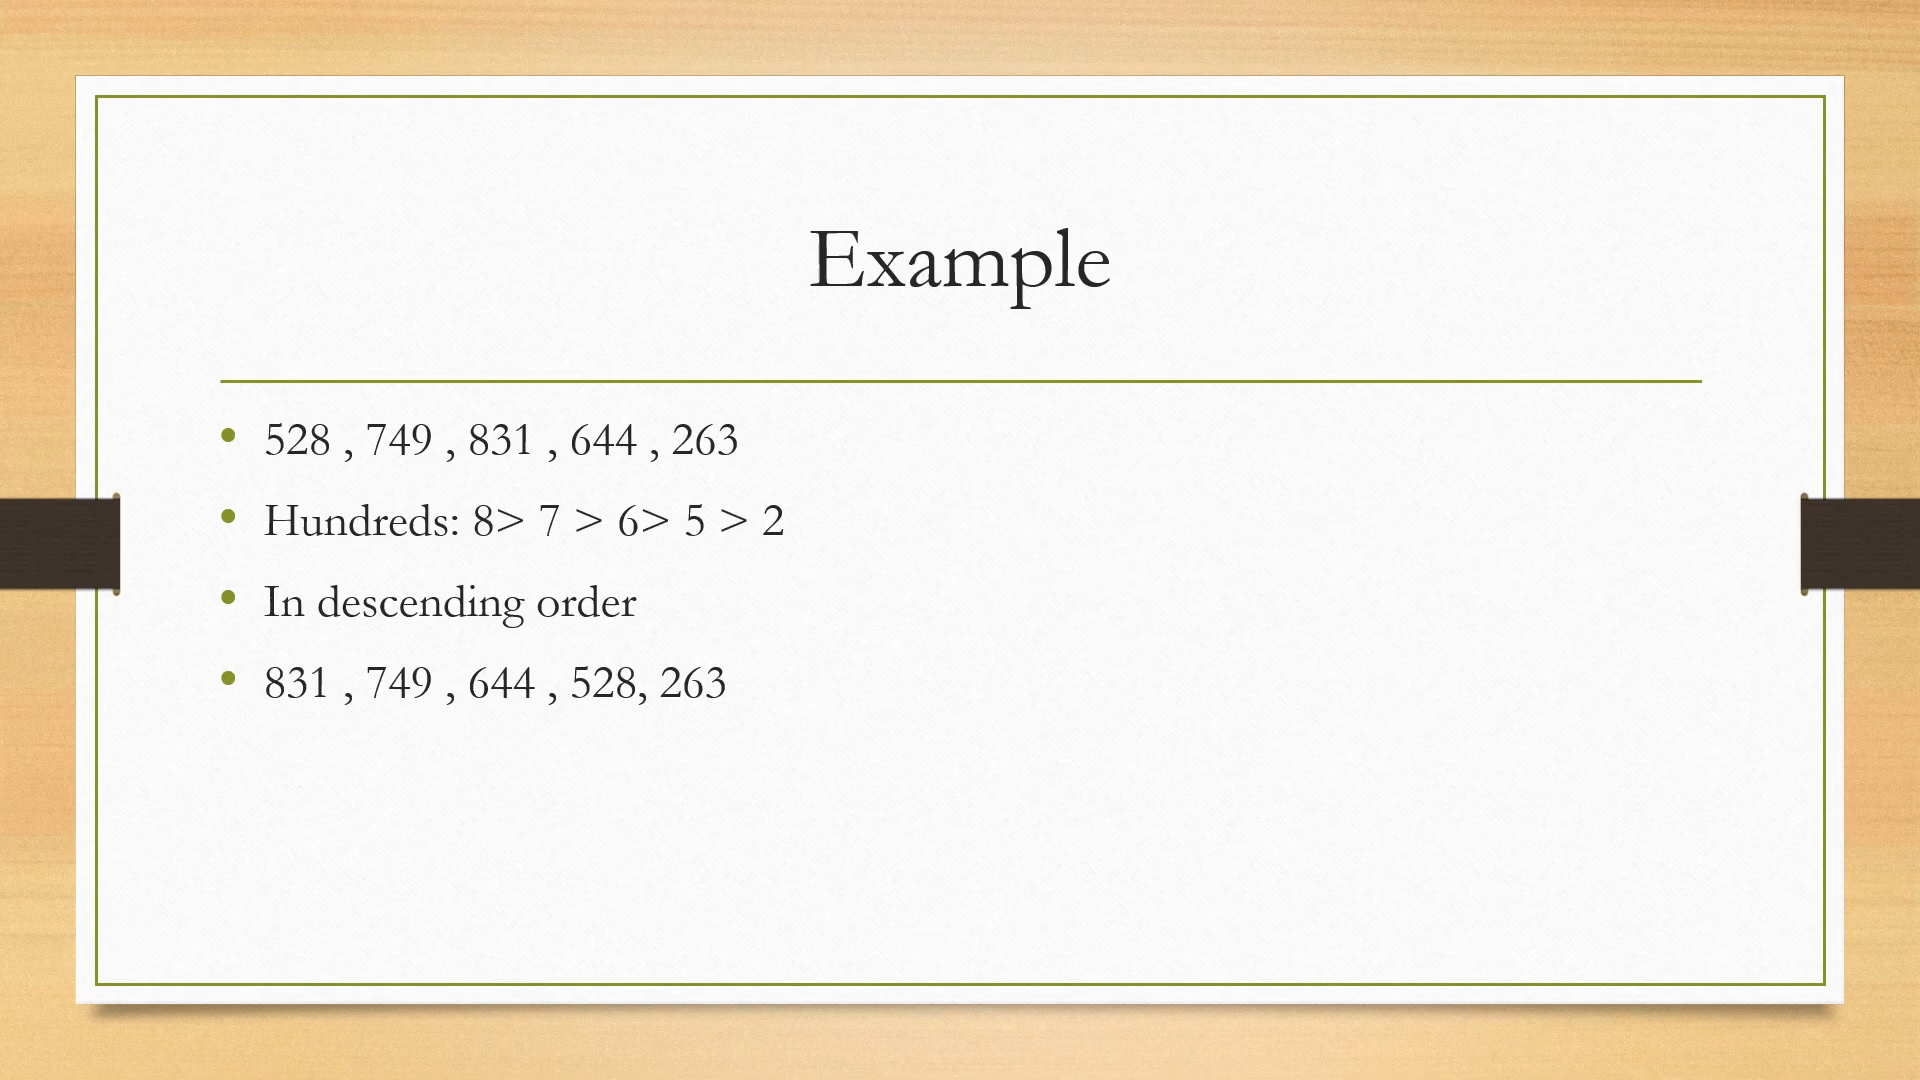 Example
528 , 749 , 831 , 644 , 263
Hundreds: 8> 7 > 6> 5 > 2
In descending order
831 , 749 , 644 , 528, 263